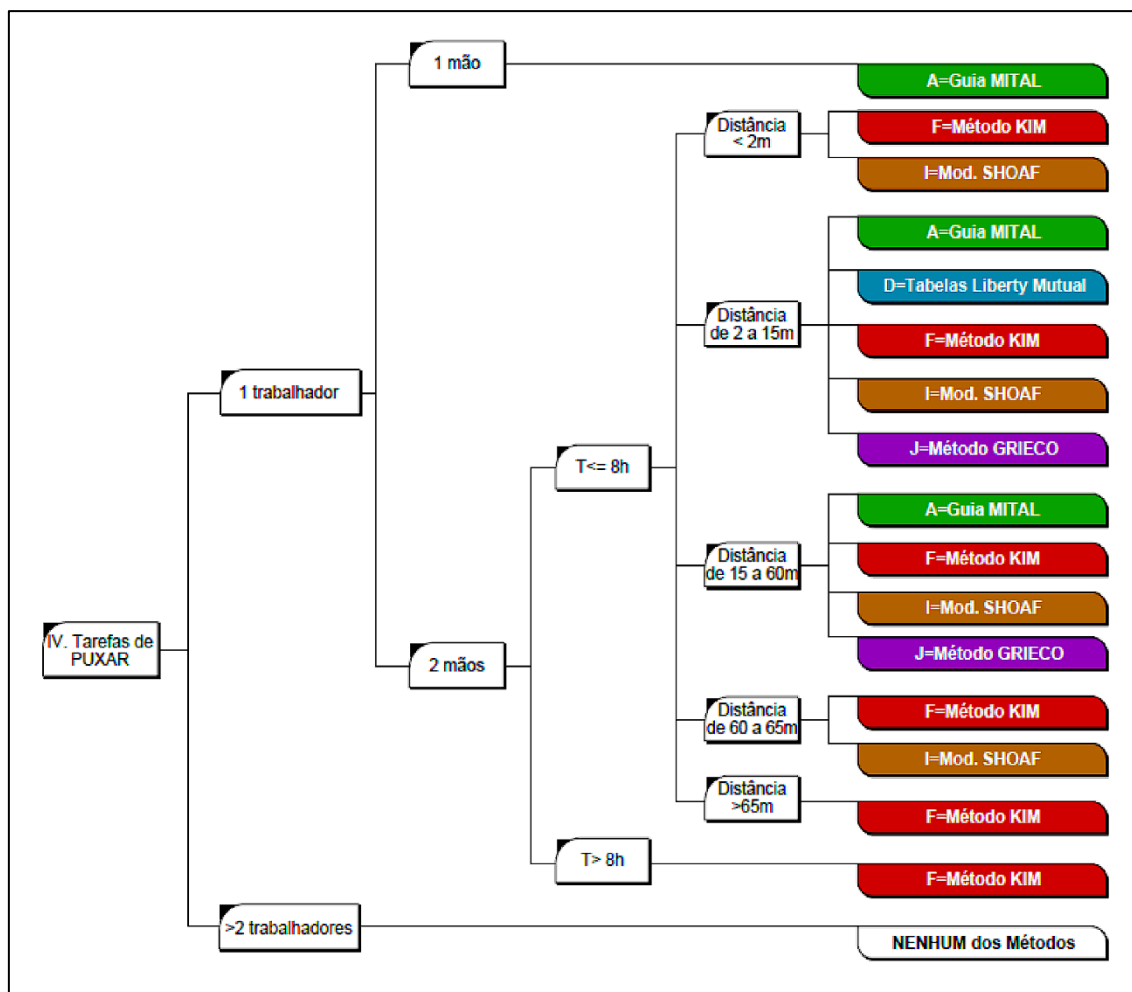 1 mão
A=Guia MITAL
Distância
< 2m
F=Método KIM
I=Mod. SHOAF
A=Guia MITAL
D=Tabelas Liberty Mutual
Distância
de 2 a 15m
F=Método KIM
1 trabalhador
I=Mod. SHOAF
J=Método GRIECO
T<= 8h
A=Guia MITAL
Distância
de 15 a 60m
F=Método KIM
I=Mod. SHOAF
IV. Tarefas de
PUXAR
2 mãos
J=Método GRIECO
Distância
de 60 a 65m
F=Método KIM
I=Mod. SHOAF
Distância
>65m
F=Método KIM
T> 8h
F=Método KIM
>2 trabalhadores
NENHUM dos Métodos